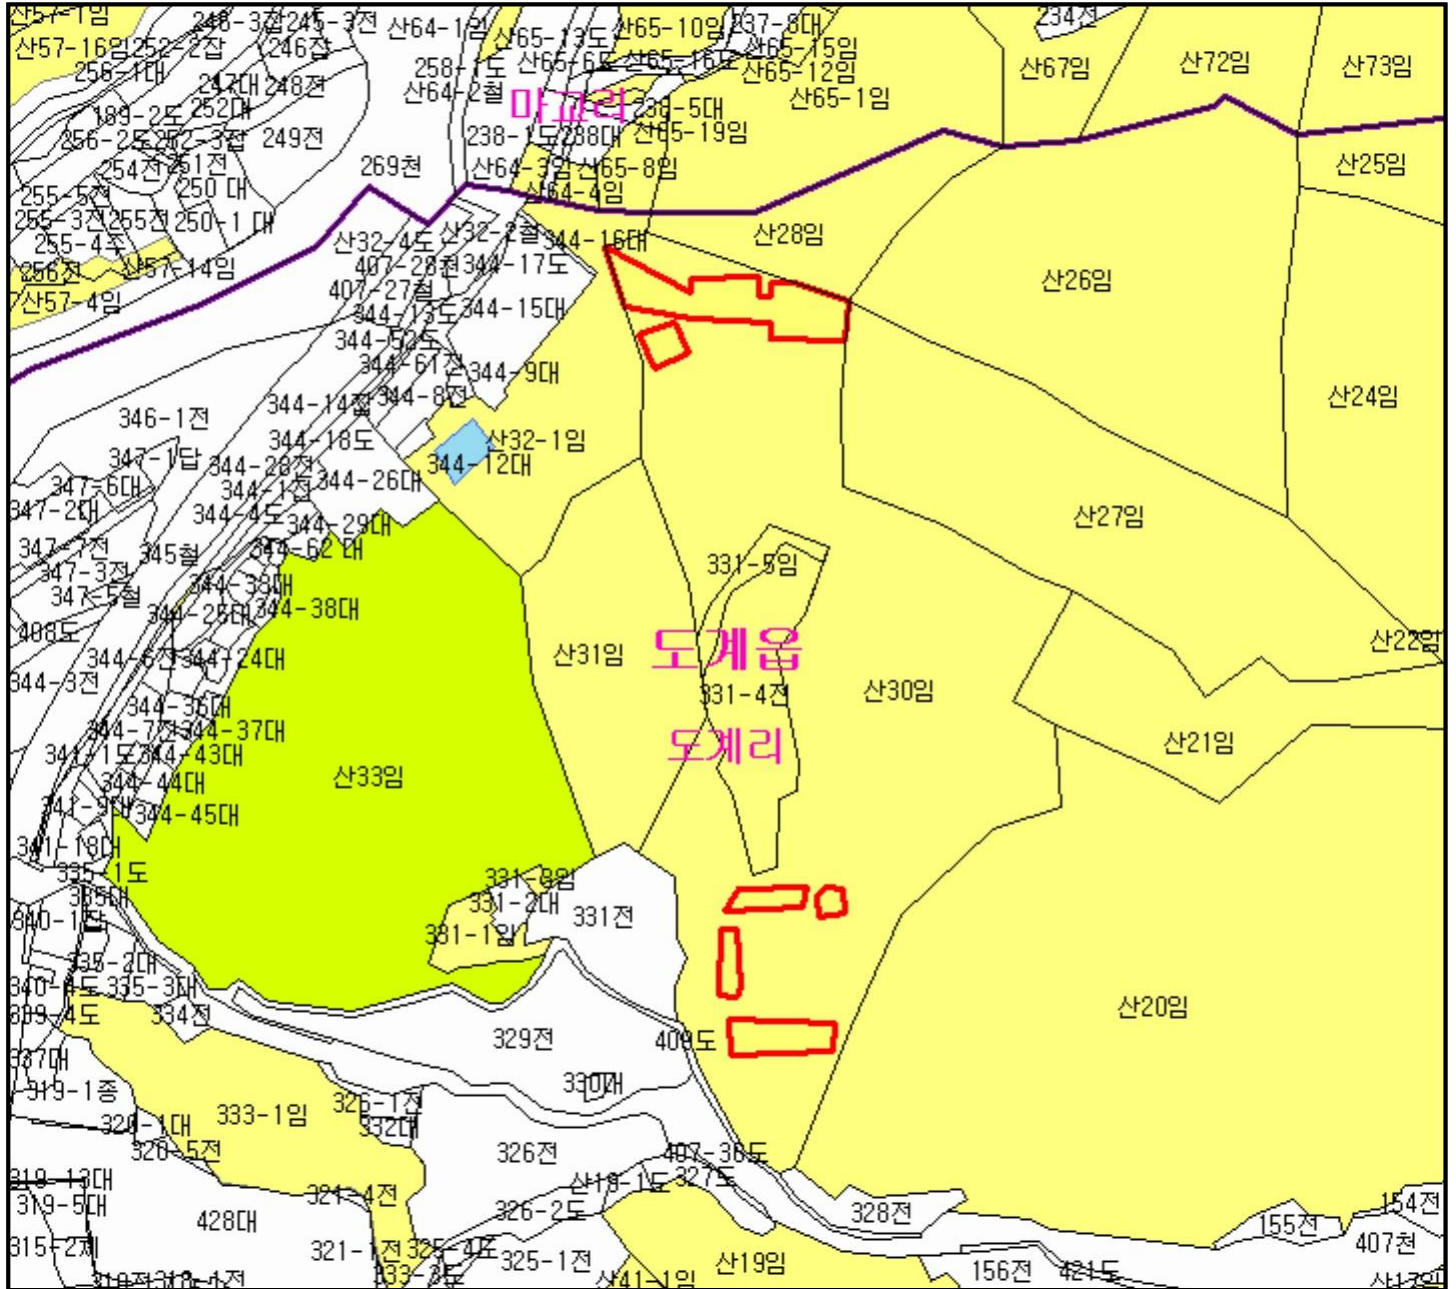 산57-1임
248-3잡
245-3전
산64-1임
산65-13도
산65-10임
237-8대
234전
산57-16임
252-2잡
246잡
산65-15임
256-1대
258-1도
산65-12임
산67임
산72임
산73임
247대
248전
산64-2철
산65-1임
189-2도
252대
마교리
238-5대
256-2도
252-3잡
249전
238-1도
238대
산65-19임
254전
251전
269천
산64-3임
산65-8임
산25임
255-5전
250 대
산64-4임
255-3전
255전
250-1 대
산32-4도
산32-2철
344-16대
산28임
256전
산57-14임
407-28전
344-17도
산26임
산57-4임
407-27철
344-13도
344-15대
344-52도
344-61전
344-9대
344-14잡
344-8전
산24임
346-1전
344-18도
산32-1임
347-1답
344-28전
344-12대
347-6대
344-1전
344-26대
347-2대
344-4도
344-29대
산27임
347-7전
345철
344-62 대
331-5임
347-3전
344-33대
347-5철
344-25대
344-38대
408도
산22임
344-6전
344-24대
산31임
도계읍
344-3전
331-4전
산30임
344-36대
344-7전
344-37대
도계리
산21임
341-1도
344-43대
344-44대
산33임
341-9대
344-45대
341-18대
335-1도
335대
331-2대
331전
331-1임
335-2대
340-4도
335-3대
산20임
339-4도
334전
329전
409도
337대
330대
319-1종
333-1임
326-1전
320-1대
332대
320-5전
326전
407-36도
319-13대
산19-1도
327도
319-5대
321-4전
326-2도
328전
154전
428대
155전
407천
321-1전
325-4도
325-1전
산19임
333-3도
산41-1임
156전
421도
산17임